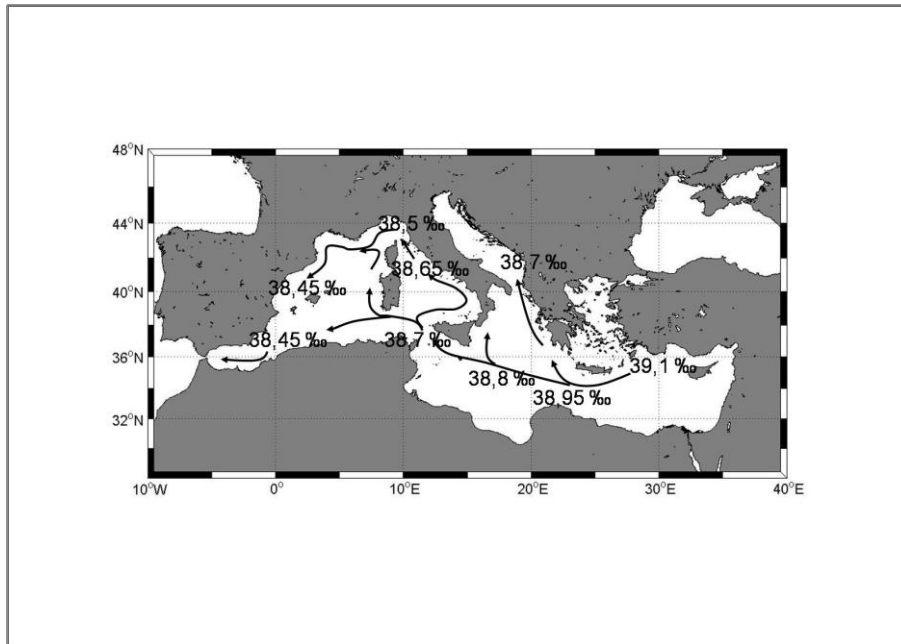 48°N
44°N
40°N
36°N
32°N
38,5 ‰
38,65 ‰
38,7 ‰
38,45 ‰
38,45 ‰
38,7 ‰
38,8 ‰
39,1 ‰
38,95 ‰
10°W
0°
10°E
20°E
30°E
40°E